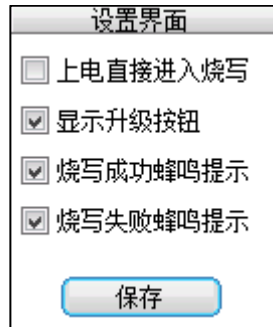 设置界面
上电直接进入烧写
显示升级按钮
烧写成功蜂鸣提示
烧写失败蜂鸣提示
保存